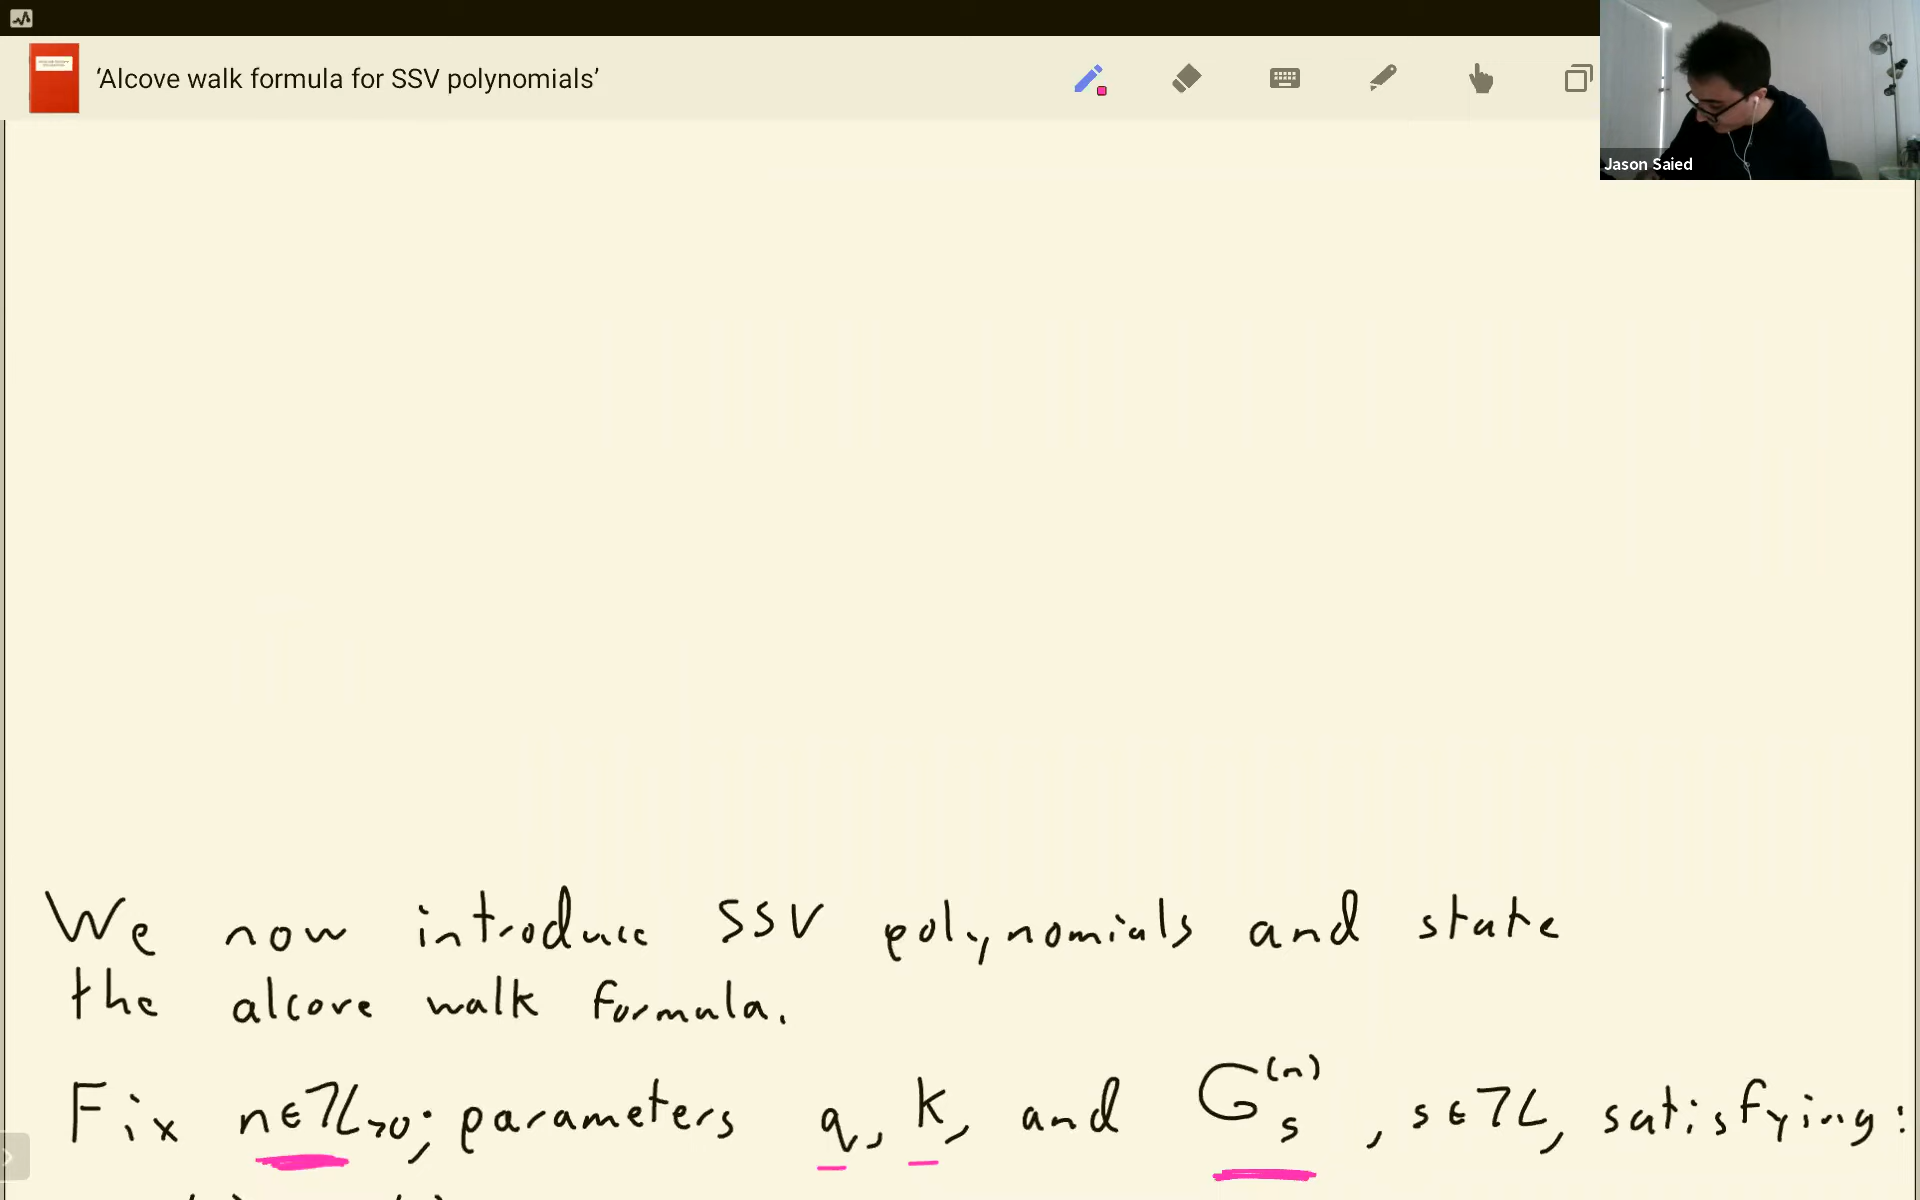 'Alcove walk formula for SSV polynomials'
Jason Saied
We now introduce SSV polynomials and state
the alcove walk formula.
Fix n∈ℤ>0; parameters q, k, and G_s^(n), s∈ℤ, satisfying: